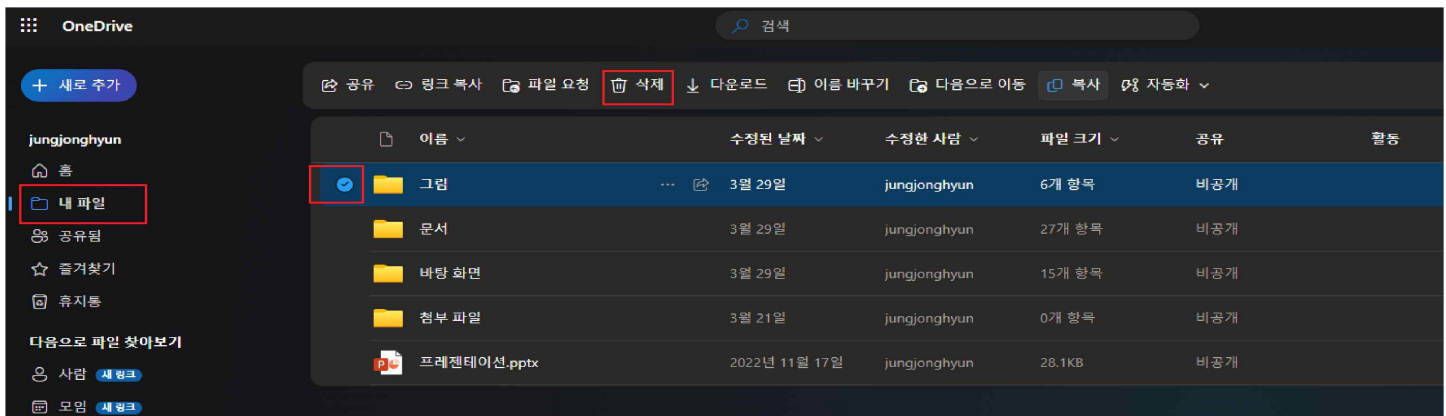 OneDrive
검색
새로 추가
공유 링크 복사 파일 요청 삭제 다운로드 이름 바꾸기 다음으로 이동 복사 자동화
jungjonghyun
홈
내 파일
공유됨
즐겨찾기
휴지통
다음으로 파일 찾아보기
사람 새 링크
모임 새 링크
이름 수정된 날짜 수정한 사람 파일 크기 공유 활동
그림 ... 3월 29일 jungjonghyun 6개 항목 비공개
문서 3월 29일 jungjonghyun 27개 항목 비공개
바탕 화면 3월 29일 jungjonghyun 15개 항목 비공개
첨부 파일 3월 21일 jungjonghyun 0개 항목 비공개
프레젠테이션.pptx 2022년 11월 17일 jungjonghyun 28.1KB 비공개